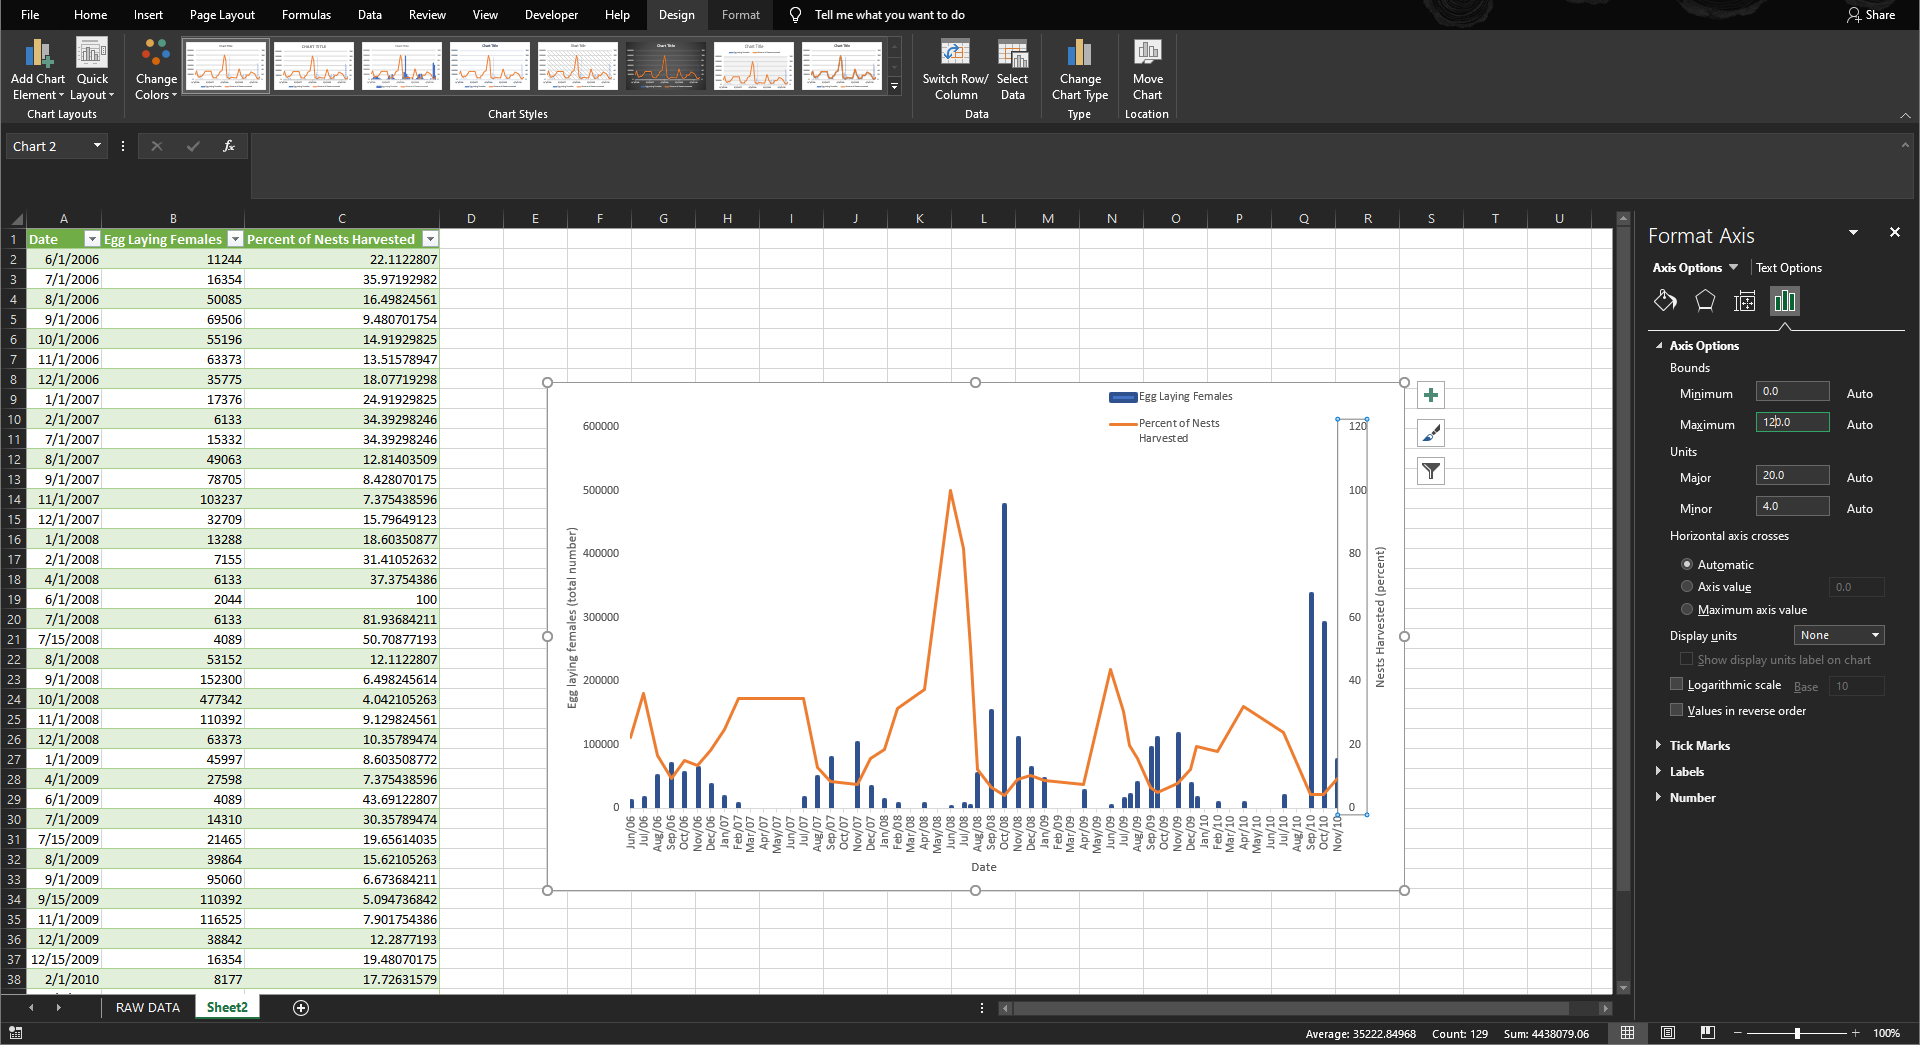 File Home Insert Page Layout Formulas Data Review View Developer Help Design Format Tell me what you want to do Share
Add Chart Element Quick Layout Change Colors Switch Row/ Column Select Data Change Chart Type Move Chart
Chart Layouts Chart Styles Data Type Location
Chart 2 fx
A B C D E F G H I J K L M N O P Q R S T U
1 Date Egg Laying Females Percent of Nests Harvested
2 6/1/2006 11244 22.1122807
3 7/1/2006 16354 35.97192982
4 8/1/2006 50085 16.49824561
5 9/1/2006 69506 9.480701754
6 10/1/2006 55196 14.91929825
7 11/1/2006 63373 13.51578947
8 12/1/2006 35775 18.07719298
9 1/1/2007 17376 24.91929825
10 2/1/2007 6133 34.39298246
11 7/1/2007 15332 34.39298246
12 8/1/2007 49063 12.81403509
13 9/1/2007 78705 8.428070175
14 11/1/2007 103237 7.375438596
15 12/1/2007 32709 15.79649123
16 1/1/2008 13288 18.60350877
17 2/1/2008 7155 31.41052632
18 4/1/2008 6133 37.3754386
19 6/1/2008 2044 100
20 7/1/2008 6133 81.93684211
21 7/15/2008 4089 50.70877193
22 8/1/2008 53152 12.1122807
23 9/1/2008 152300 6.498245614
24 10/1/2008 477342 4.042105263
25 11/1/2008 110392 9.129824561
26 12/1/2008 63373 10.35789474
27 1/1/2009 45997 8.603508772
28 4/1/2009 27598 7.375438596
29 6/1/2009 4089 43.69122807
30 7/1/2009 14310 30.35789474
31 7/15/2009 21465 19.65614035
32 8/1/2009 39864 15.62105263
33 9/1/2009 95060 6.673684211
34 9/15/2009 110392 5.094736842
35 11/1/2009 116525 7.901754386
36 12/1/2009 38842 12.2877193
37 12/15/2009 16354 19.48070175
38 2/1/2010 8177 17.72631579
Egg Laying Females
Percent of Nests
Harvested
600000
500000
400000
300000
200000
100000
0
Egg laying females (total number)
120
100
80
60
40
20
0
Nests Harvested (percent)
Jun/06 Jul/06 Aug/06 Sep/06 Oct/06 Nov/06 Dec/06 Jan/07 Feb/07 Mar/07 Apr/07 May/07 Jun/07 Jul/07 Aug/07 Sep/07 Oct/07 Nov/07 Dec/07 Jan/08 Feb/08 Mar/08 Apr/08 May/08 Jun/08 Jul/08 Aug/08 Sep/08 Oct/08 Nov/08 Dec/08 Jan/09 Feb/09 Mar/09 Apr/09 May/09 Jun/09 Jul/09 Aug/09 Sep/09 Oct/09 Nov/09 Dec/09 Jan/10 Feb/10 Mar/10 Apr/10 May/10 Jun/10 Jul/10 Aug/10 Sep/10 Oct/10 Nov/10
Date
Format Axis
Axis Options Text Options
Axis Options
Bounds
Minimum 0.0 Auto
Maximum 120.0 Auto
Units
Major 20.0 Auto
Minor 4.0 Auto
Horizontal axis crosses
Automatic
Axis value 0.0
Maximum axis value
Display units None
Show display units label on chart
Logarithmic scale Base 10
Values in reverse order
Tick Marks
Labels
Number
RAW DATA Sheet2
Average: 35222.84968 Count: 129 Sum: 4438079.06 100%